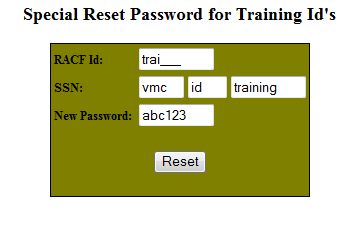 Special Reset Password for Training Id's
RACF Id: trai___
SSN: vmc id training
New Password: abc123
Reset